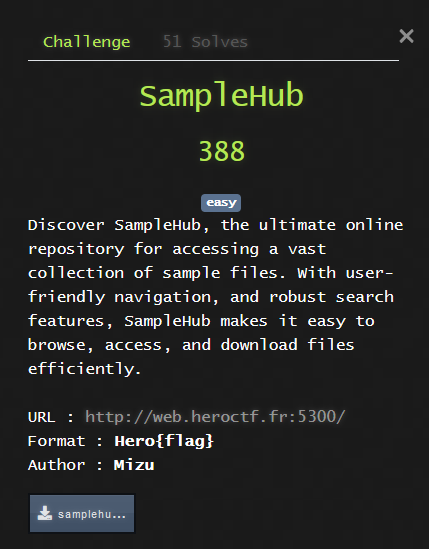 Challenge 51 Solves ×
SampleHub
388
easy
Discover SampleHub, the ultimate online
repository for accessing a vast
collection of sample files. With user-
friendly navigation, and robust search
features, SampleHub makes it easy to
browse, access, and download files
efficiently.
URL : http://web.heroctf.fr:5300/
Format : Hero{flag}
Author : Mizu
samplehu...